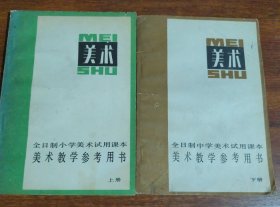 MEI
美术
SHU
全日制小学美术试用课本
美术教学参考用书
上册
MEI
美术
SHU
全日制中学美术试用课本
美术教学参考用书
下册